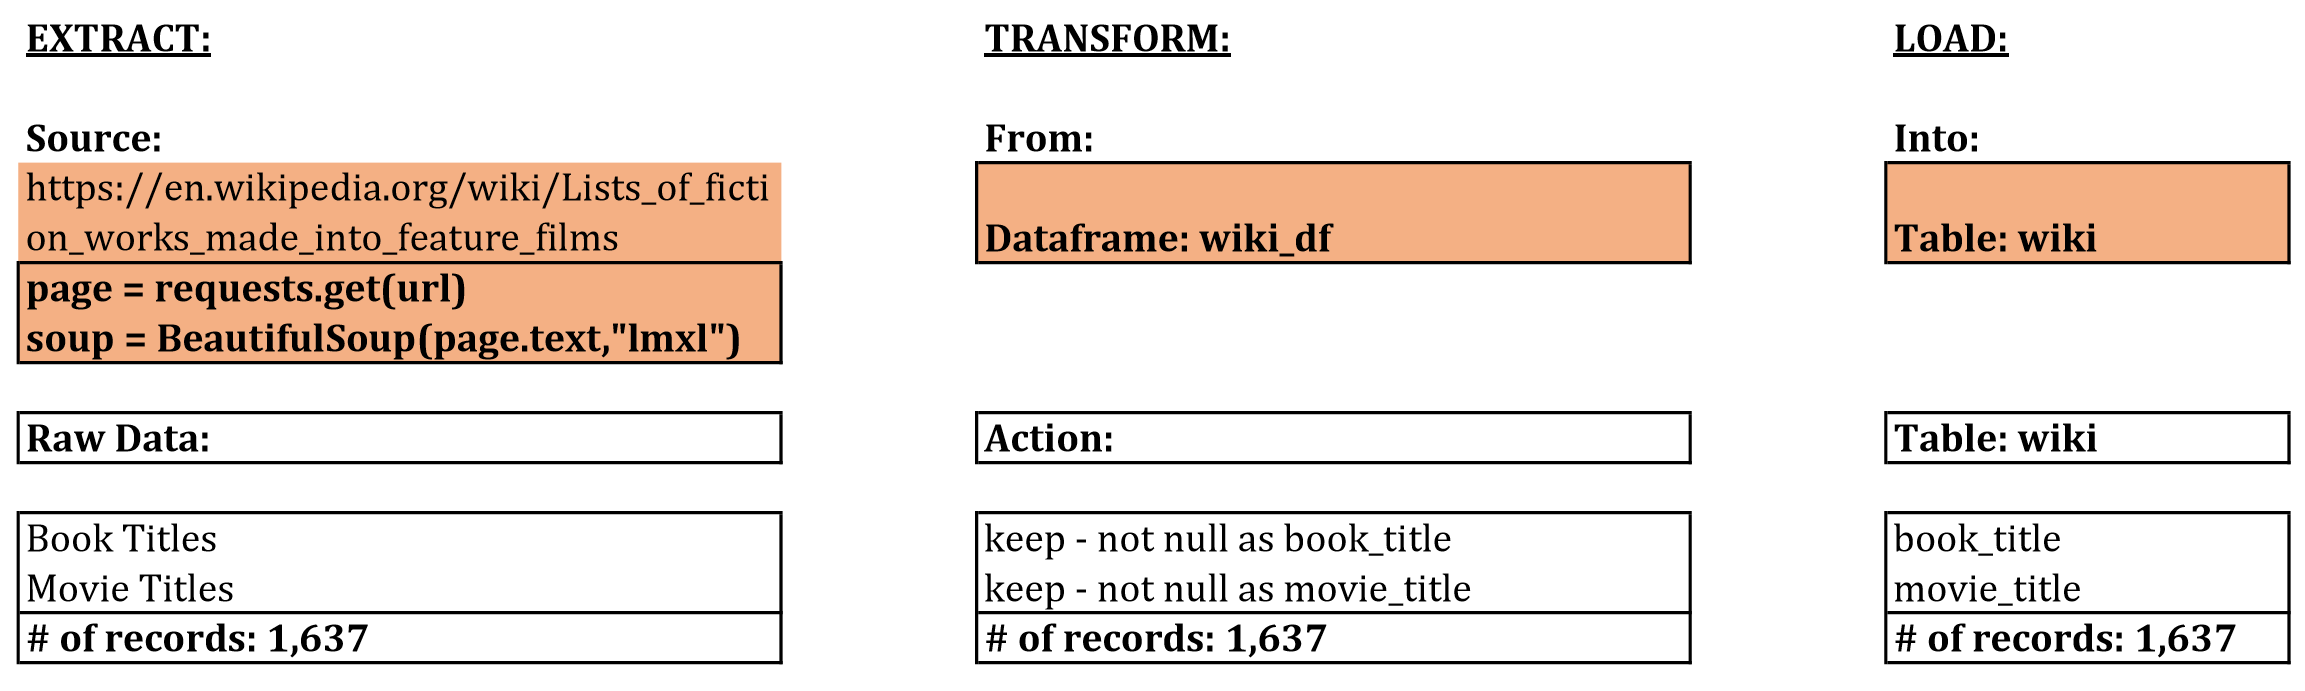 EXTRACT:
Source:
https://en.wikipedia.org/wiki/Lists_of_ficti
on_works_made_into_feature_films
page = requests.get(url)
soup = BeautifulSoup(page.text,"lmxl")
Raw Data:
Book Titles
Movie Titles
# of records: 1,637
TRANSFORM:
From:
Dataframe: wiki_df
Action:
keep - not null as book_title
keep - not null as movie_title
# of records: 1,637
LOAD:
Into:
Table: wiki
Table: wiki
book_title
movie_title
# of records: 1,637